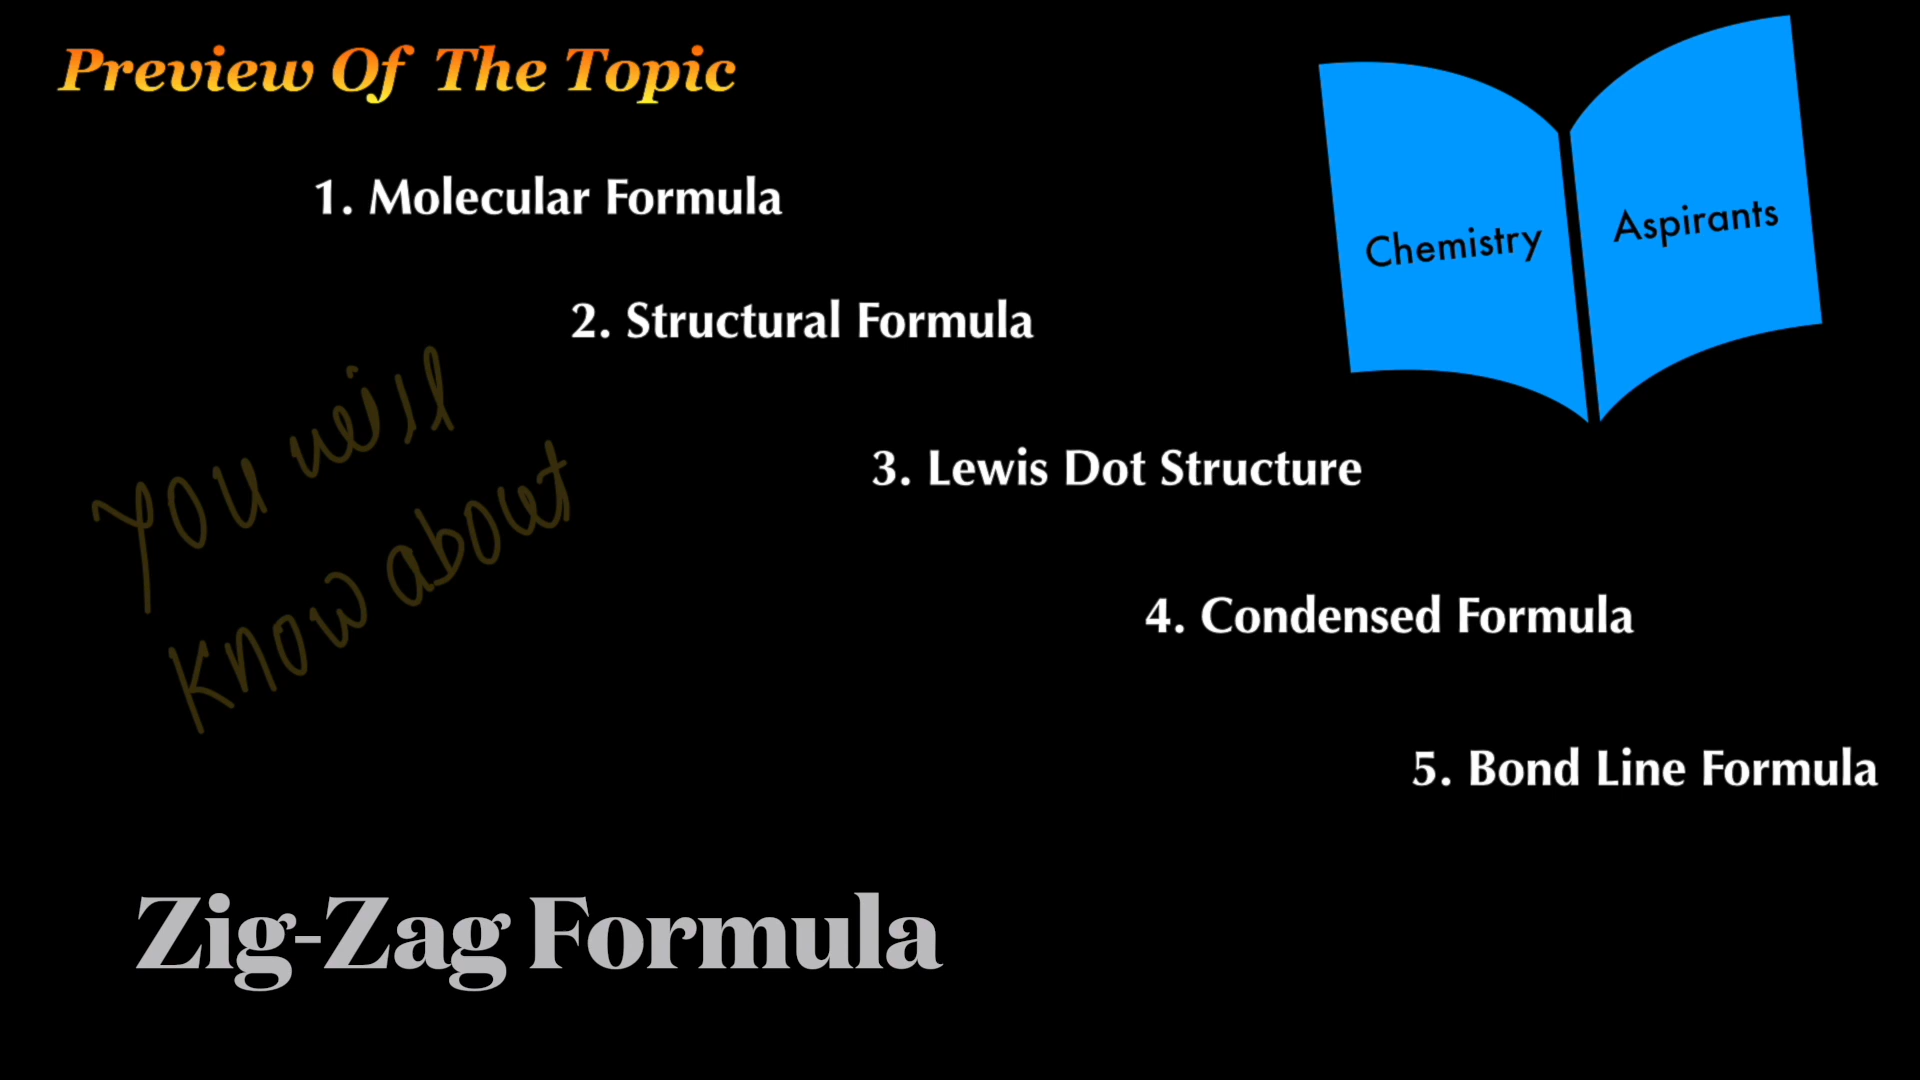 Preview Of The Topic
Chemistry Aspirants
1. Molecular Formula
2. Structural Formula
You will
know about
3. Lewis Dot Structure
4. Condensed Formula
5. Bond Line Formula
Zig-Zag Formula